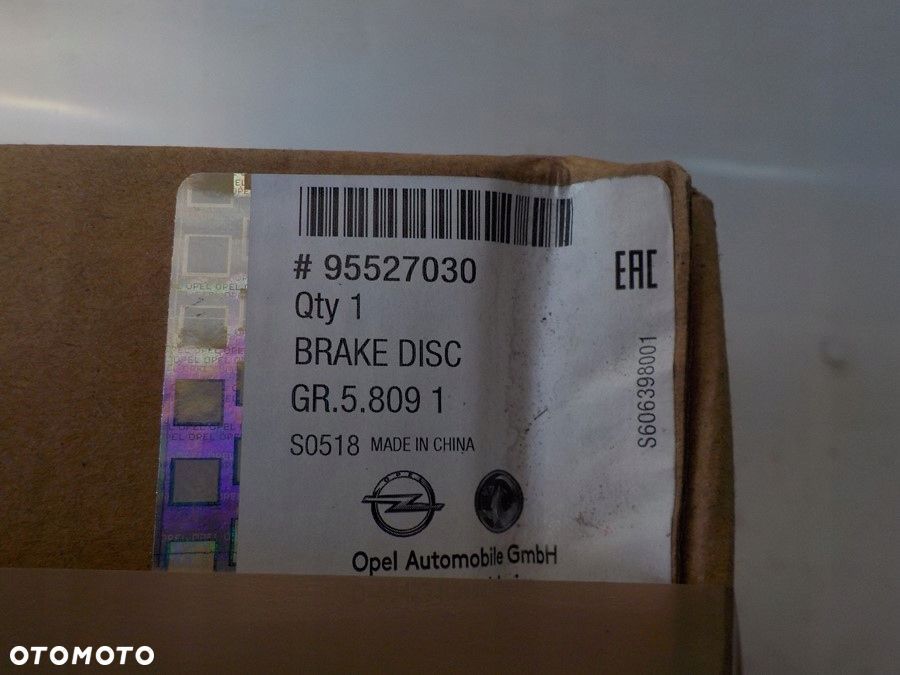 # 95527030
EAC
Qty 1
BRAKE DISC
GR.5.809 1
S0518 MADE IN CHINA
S606398001
OPEL
Opel Automobile GmbH
OTOMOTO